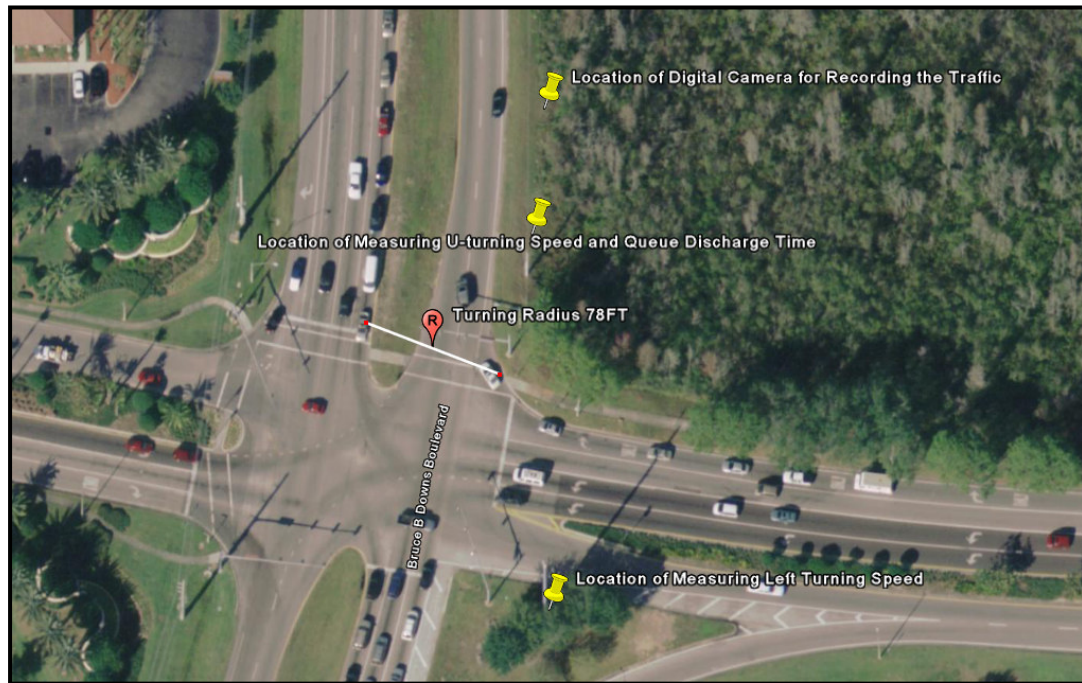 Location of Digital Camera for Recording the Traffic
Location of Measuring U-turning Speed and Queue Discharge Time
R
Turning Radius 78FT
Bruce B Downs Boulevard
Location of Measuring Left Turning Speed